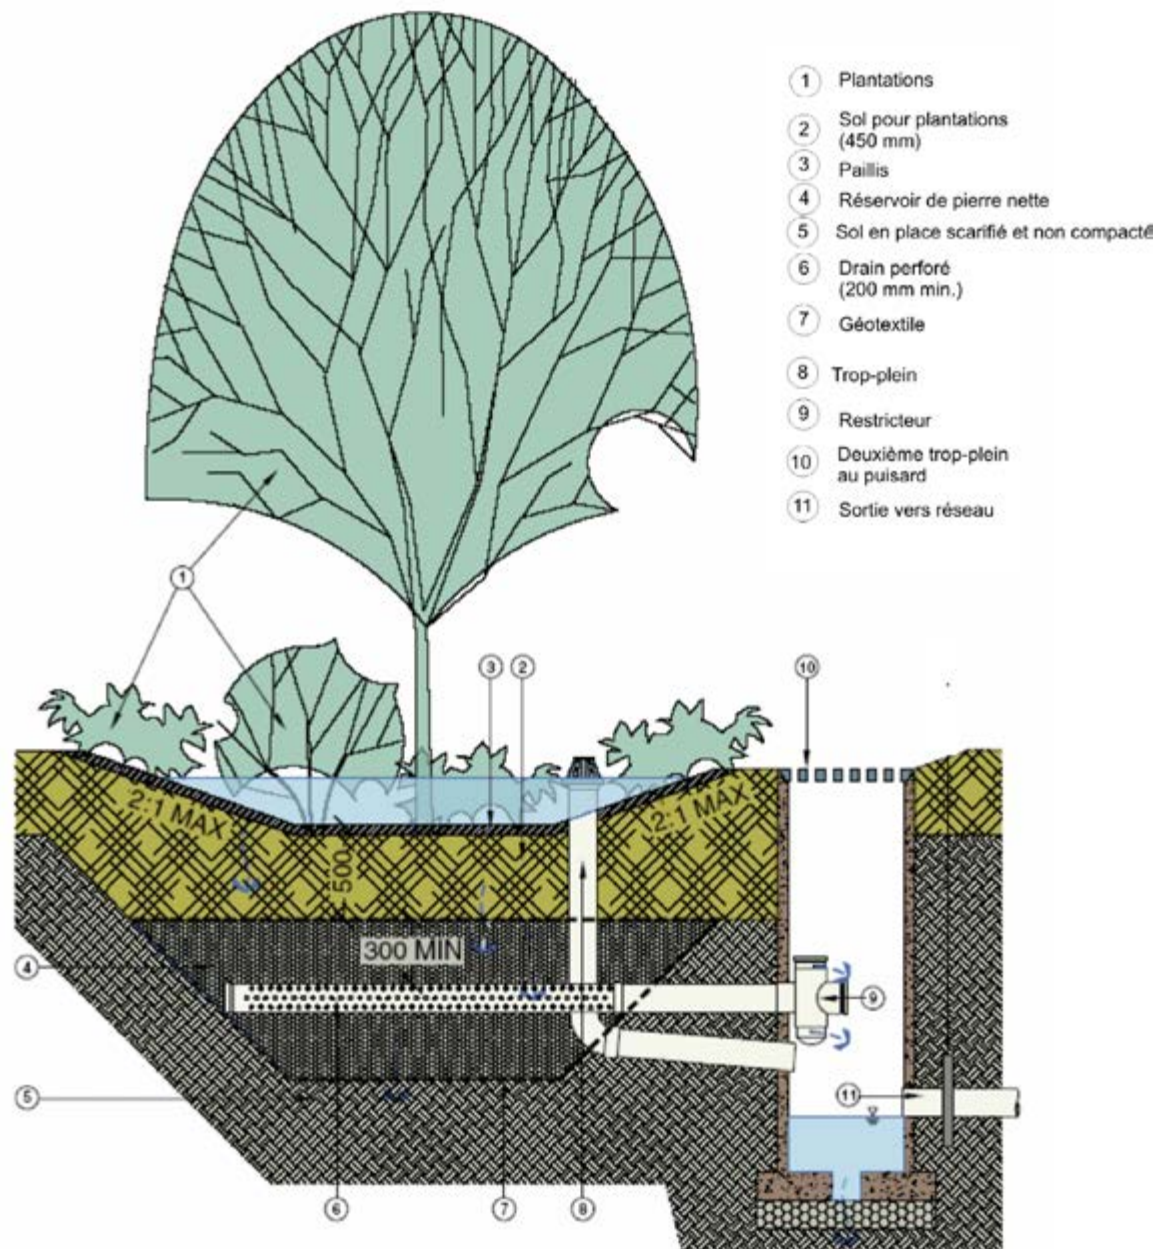 1 Plantations
2 Sol pour plantations
(450 mm)
3 Paillis
4 Réservoir de pierre nette
5 Sol en place scarifié et non compacté
6 Drain perforé
(200 mm min.)
7 Géotextile
8 Trop-plein
9 Restricteur
10 Deuxième trop-plein
au puisard
11 Sortie vers réseau
1
3
2
10
2:1 MAX
2:1 MAX
500
300 MIN
4
9
5
11
6
7
8